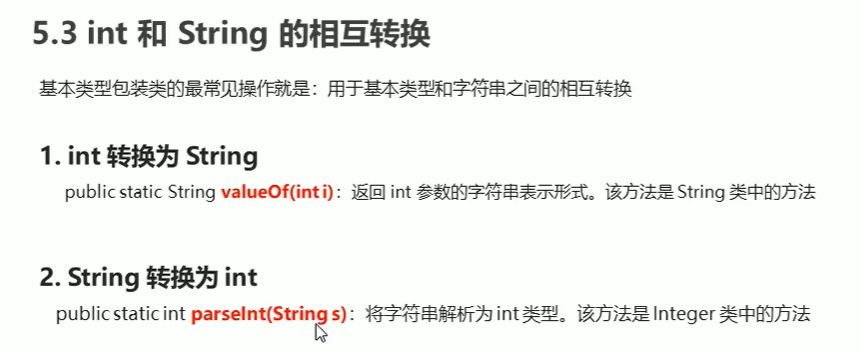 5.3 int 和 String 的相互转换
基本类型包装类的最常见操作就是：用于基本类型和字符串之间的相互转换
1. int 转换为 String
public static String valueOf(int i)：返回 int 参数的字符串表示形式。该方法是 String 类中的方法
2. String 转换为 int
public static int parseInt(String s)：将字符串解析为 int 类型。该方法是 Integer 类中的方法